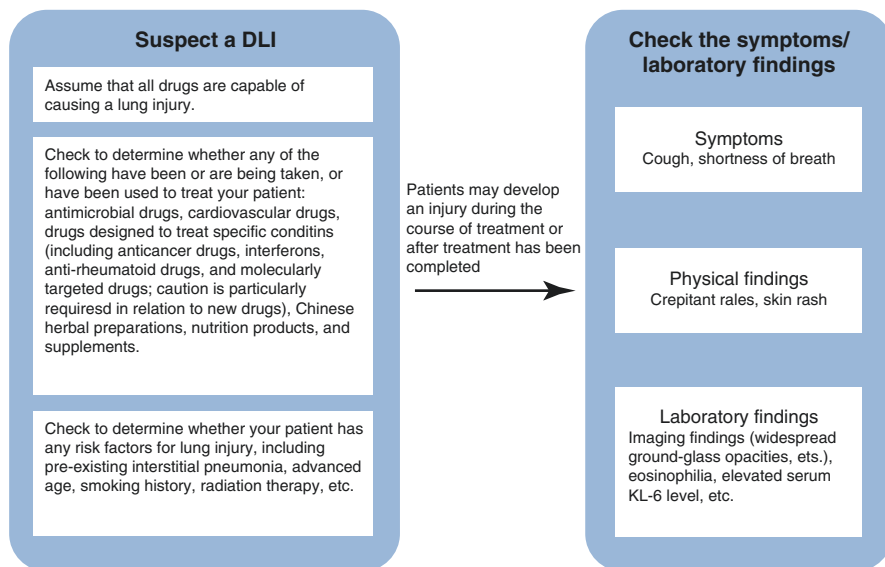 Suspect a DLI
Assume that all drugs are capable of
causing a lung injury.
Check to determine whether any of the
following have been or are being taken, or
have been used to treat your patient:
antimicrobial drugs, cardiovascular drugs,
drugs designed to treat specific conditins
(including anticancer drugs, interferons,
anti-rheumatoid drugs, and molecularly
targeted drugs; caution is particularly
requiresd in relation to new drugs), Chinese
herbal preparations, nutrition products, and
supplements.
Check to determine whether your patient has
any risk factors for lung injury, including
pre-existing interstitial pneumonia, advanced
age, smoking history, radiation therapy, etc.
Patients may develop
an injury during the
course of treatment or
after treatment has been
completed
Check the symptoms/
laboratory findings
Symptoms
Cough, shortness of breath
Physical findings
Crepitant rales, skin rash
Laboratory findings
Imaging findings (widespread
ground-glass opacities, ets.),
eosinophilia, elevated serum
KL-6 level, etc.